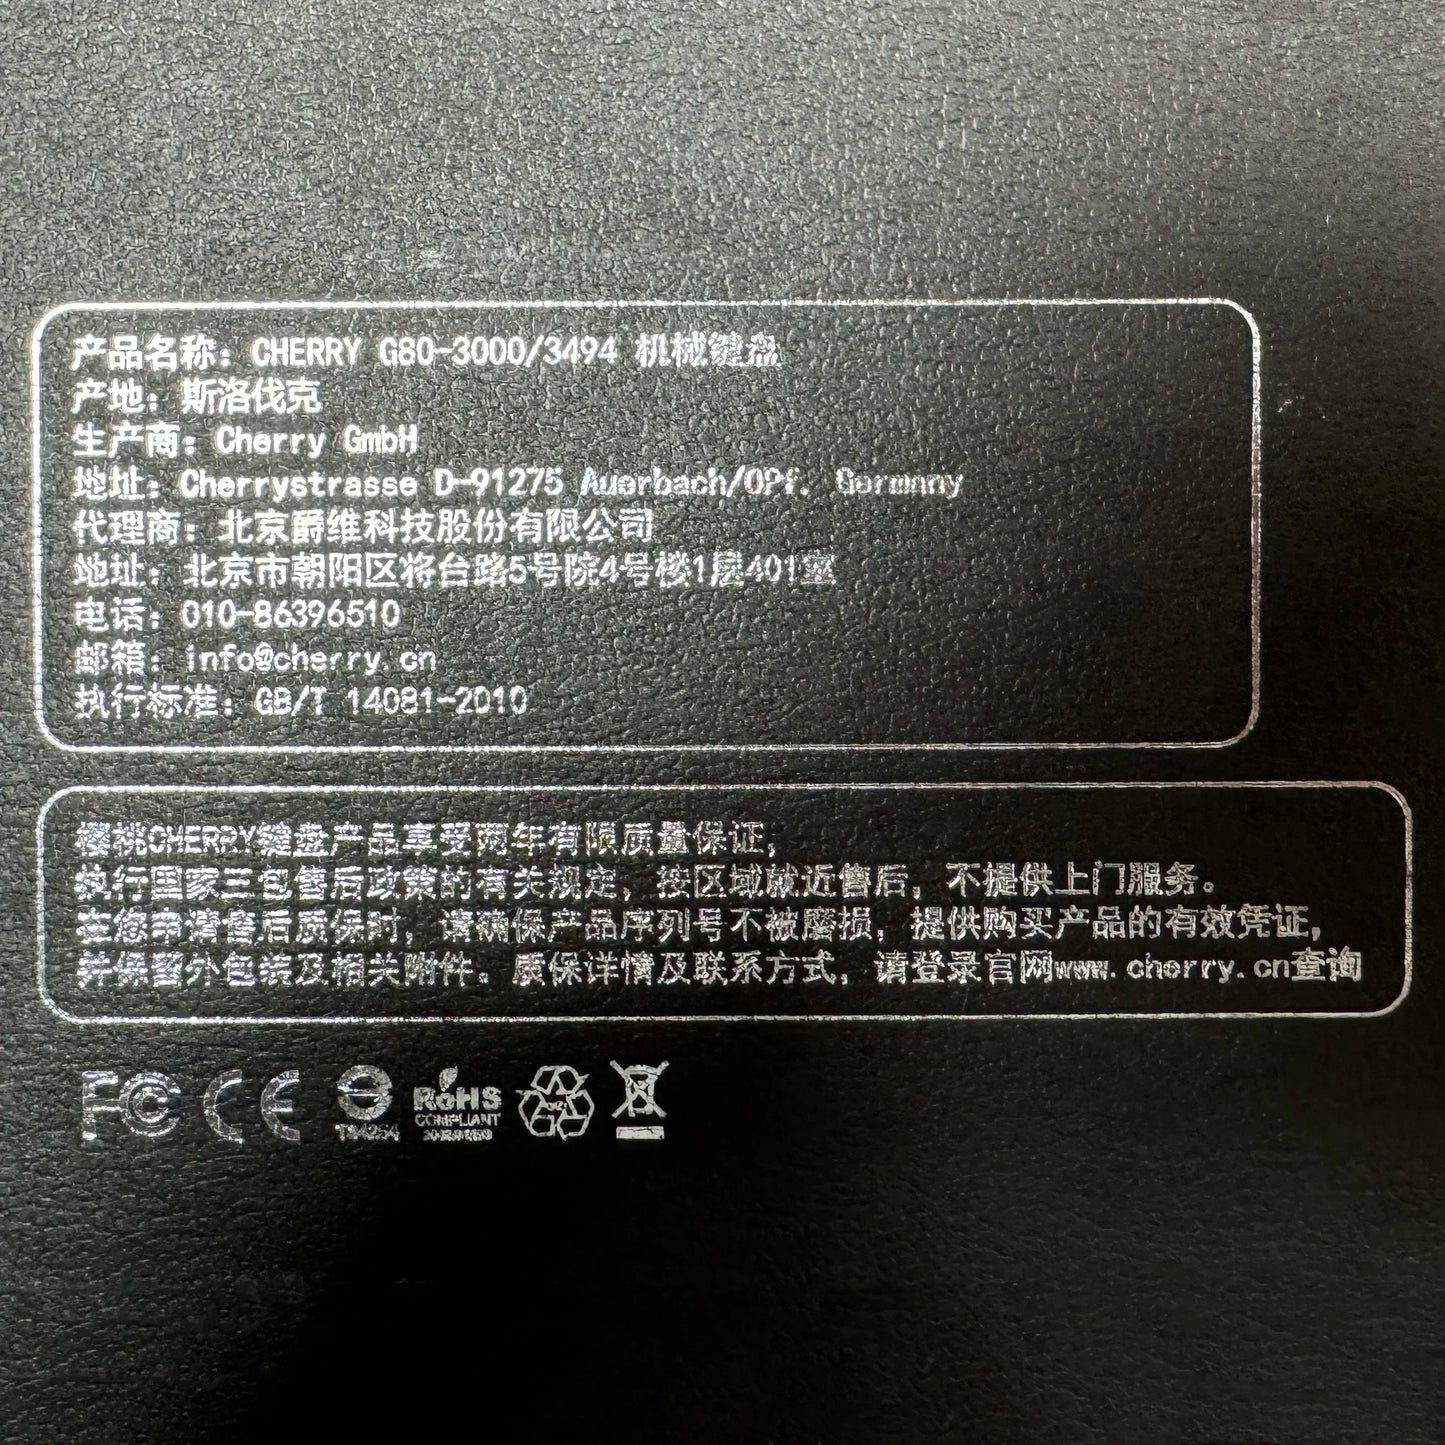 产品名称：CHERRY G80-3000/3494 机械键盘
产地：斯洛伐克
生产商：Cherry GmbH
地址：Cherrystrasse D-91275 Auerbach/OPf. Germany
代理商：北京爵维科技股份有限公司
地址：北京市朝阳区将台路5号院4号楼1层401室
电话：010-86396510
邮箱：info@cherry.cn
执行标准：GB/T 14081-2010
樱桃CHERRY键盘产品享受两年有限质量保证，
执行国家三包售后政策的有关规定，按区域就近售后，不提供上门服务。
在您申请售后质保时，请确保产品序列号不被磨损，提供购买产品的有效凭证，
并保留外包装及相关附件。质保详情及联系方式，请登录官网www.cherry.cn查询
FC CE
RoHS
COMPLIANT